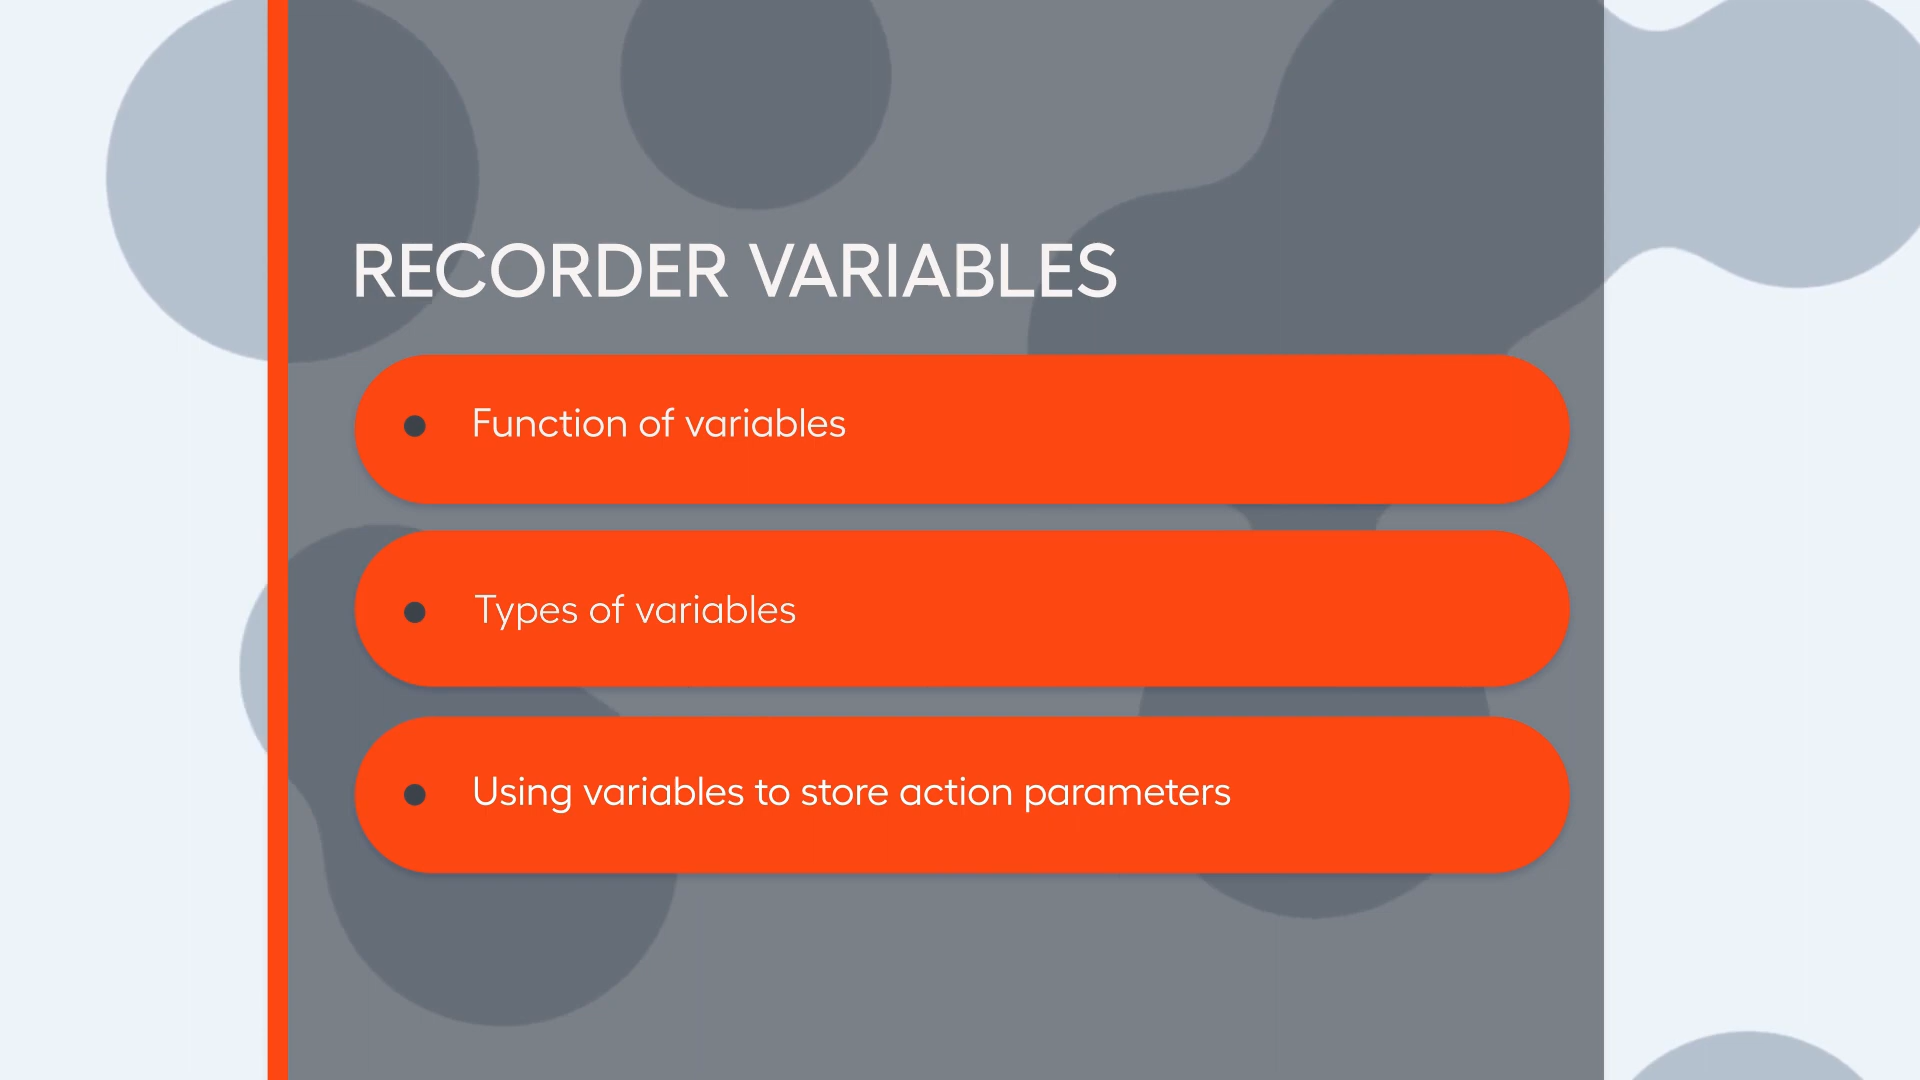 RECORDER VARIABLES
Function of variables
Types of variables
Using variables to store action parameters